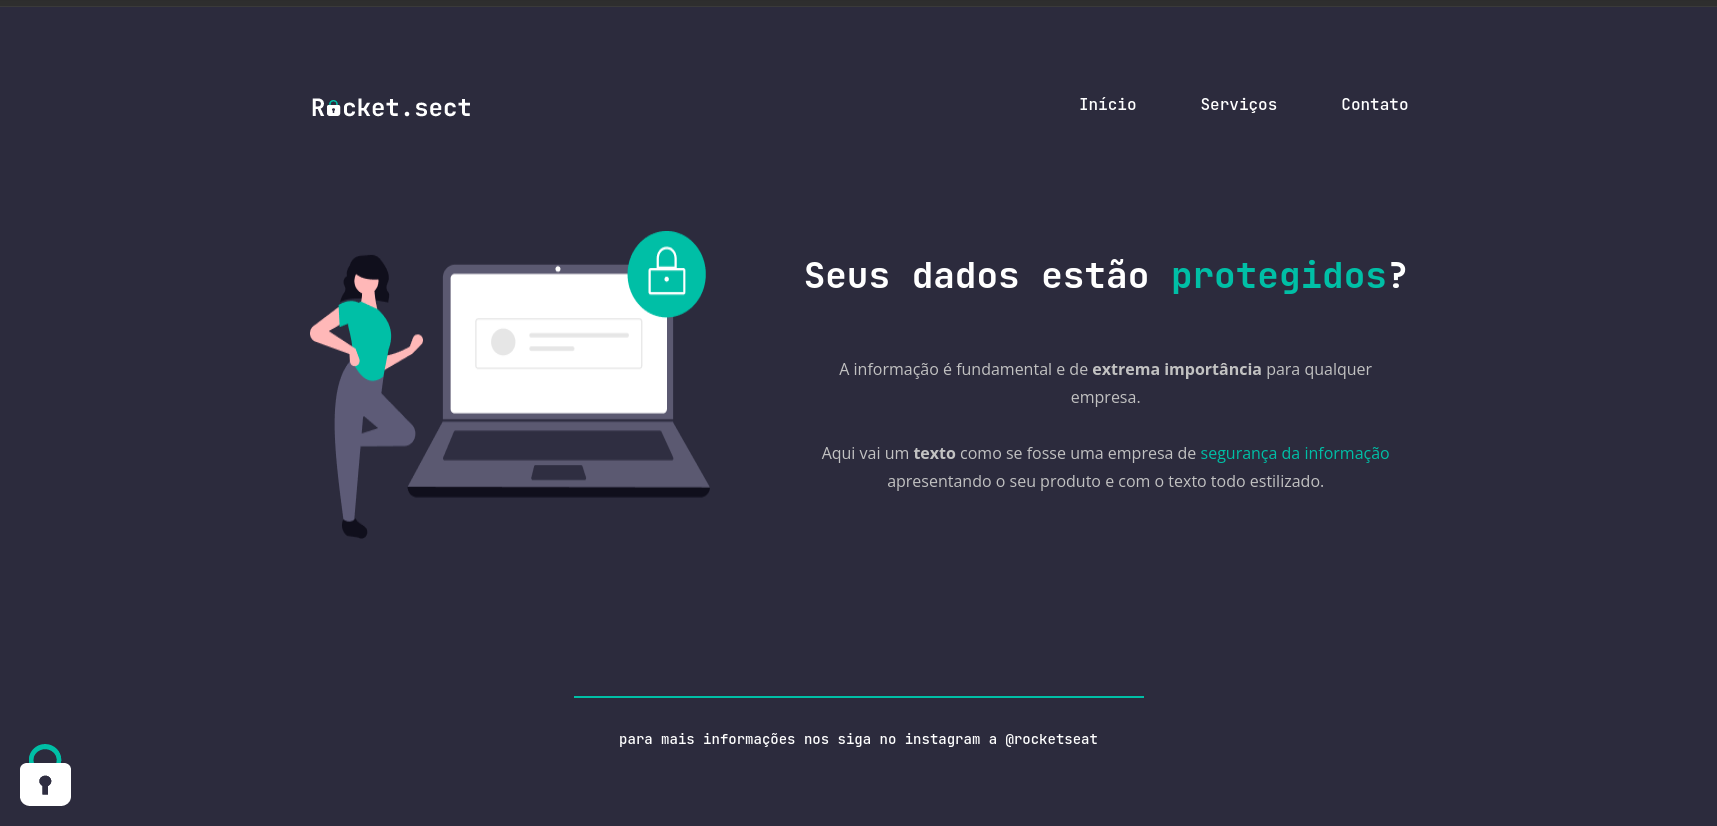 Rocket.sect
Início Serviços Contato
Seus dados estão protegidos?
A informação é fundamental e de extrema importância para qualquer
empresa.
Aqui vai um texto como se fosse uma empresa de segurança da informação
apresentando o seu produto e com o texto todo estilizado.
para mais informações nos siga no instagram a @rocketseat